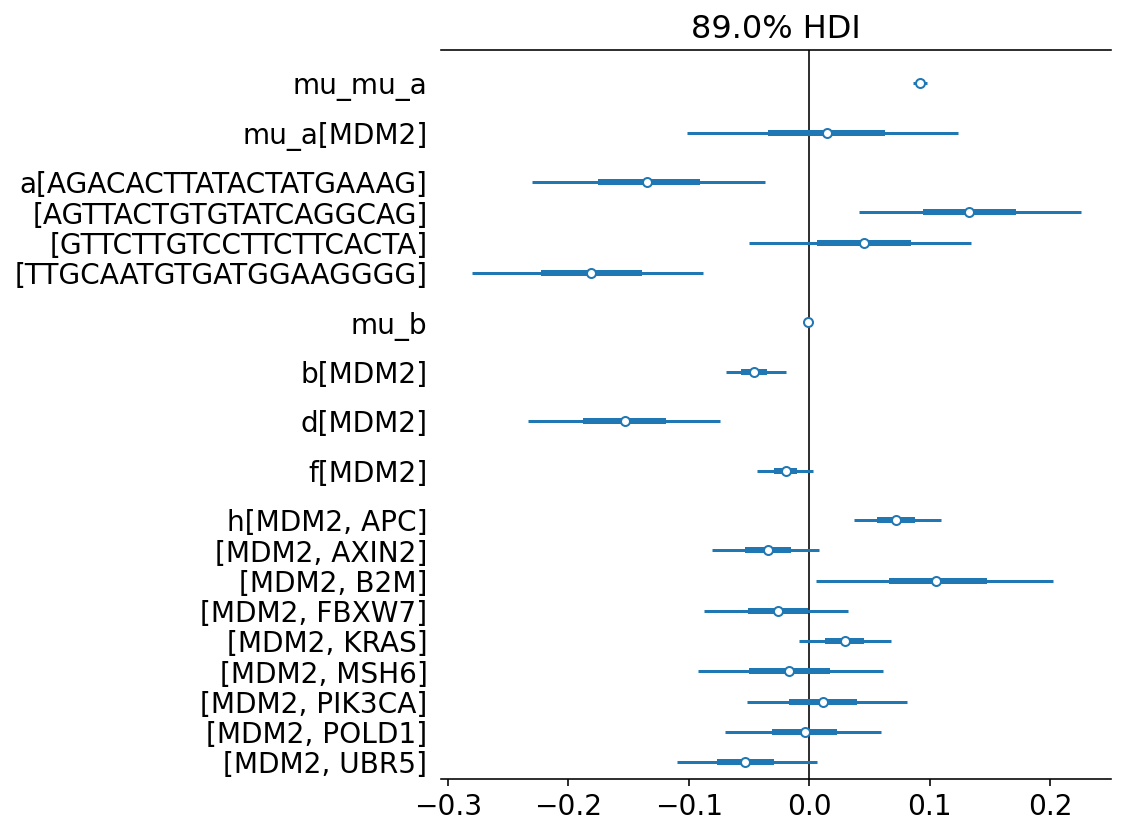 89.0% HDI
mu_mu_a
mu_a[MDM2]
a[AGACACTTATACTATGAAAG]
[AGTTACTGTGTATCAGGCAG]
[GTTCTTGTCCTTCTTCACTA]
[TTGCAATGTGATGGAAGGGG]
mu_b
b[MDM2]
d[MDM2]
f[MDM2]
h[MDM2, APC]
[MDM2, AXIN2]
[MDM2, B2M]
[MDM2, FBXW7]
[MDM2, KRAS]
[MDM2, MSH6]
[MDM2, PIK3CA]
[MDM2, POLD1]
[MDM2, UBR5]
−0.3 −0.2 −0.1 0.0 0.1 0.2